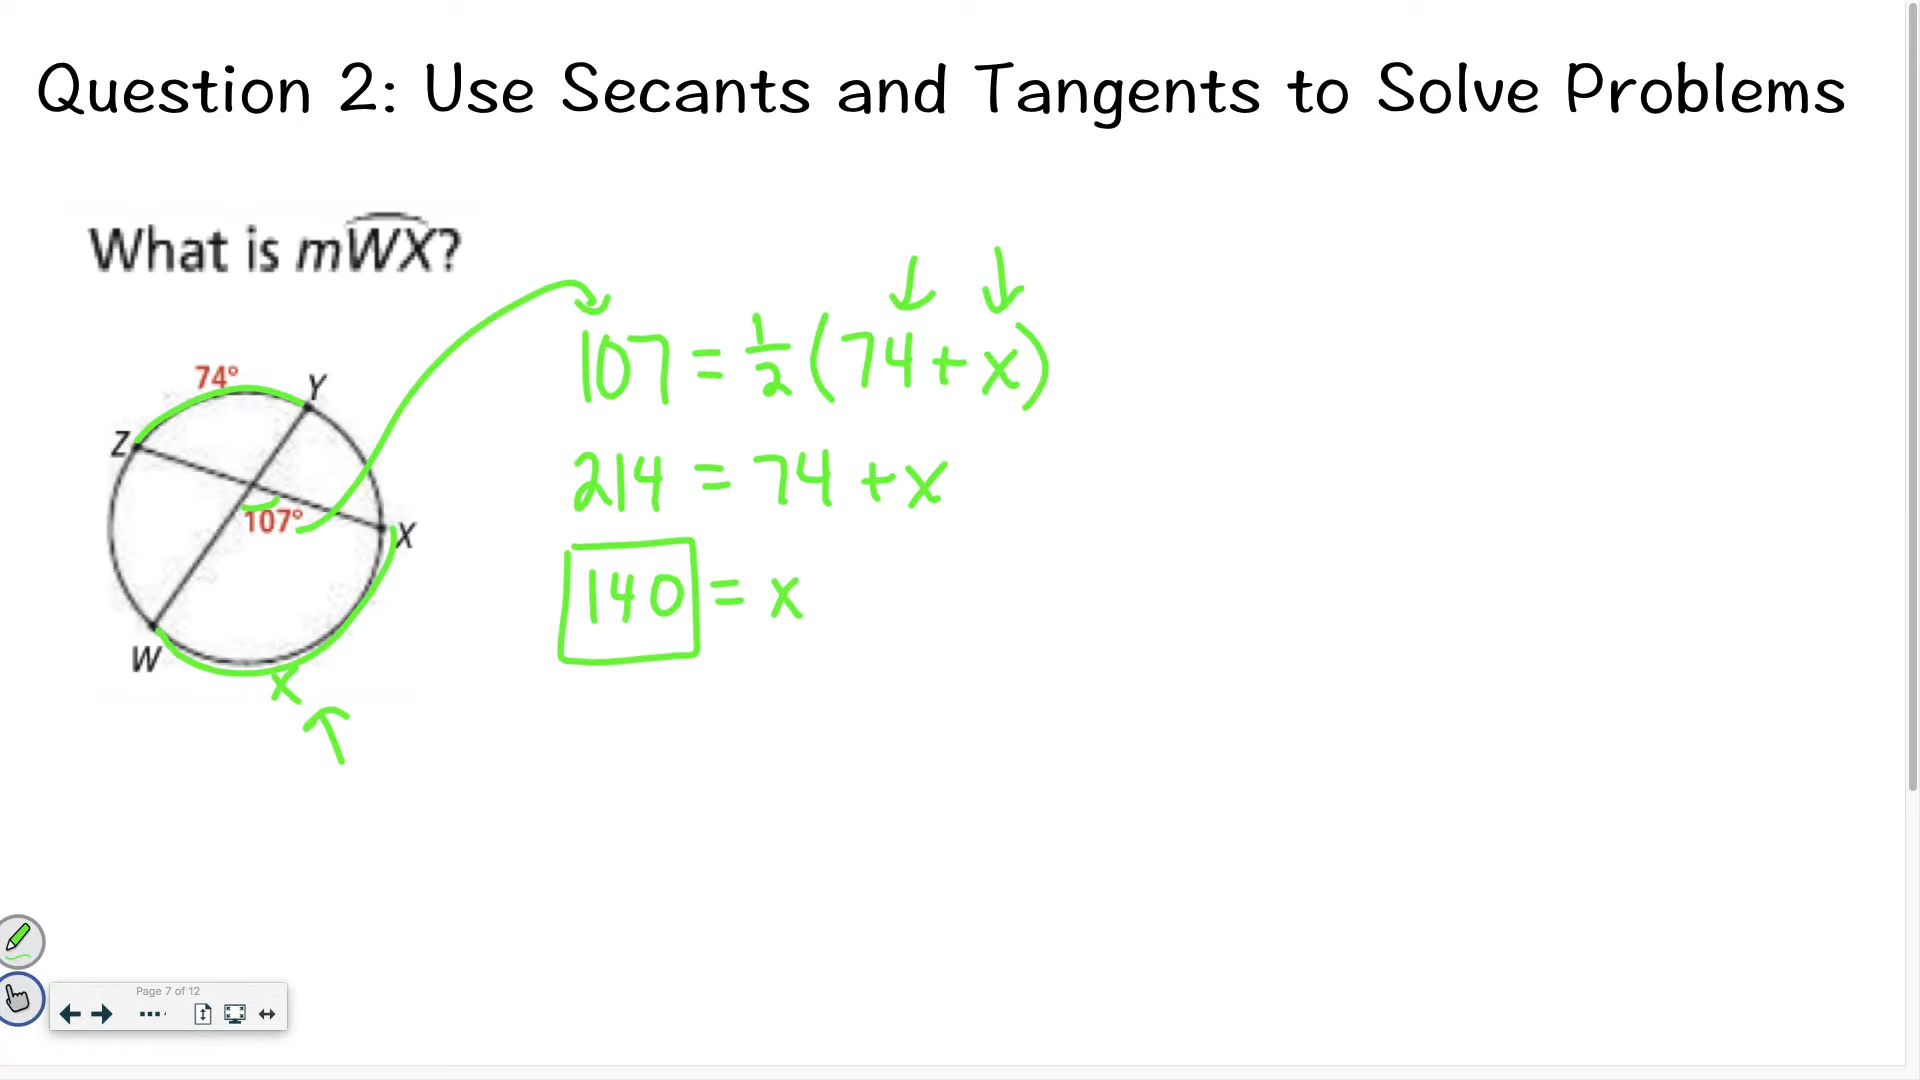 Question 2: Use Secants and Tangents to Solve Problems
What is mWX?
107 = 1/2 (74 + x)
214 = 74 + x
140 = x
74°
Y
Z
107°
X
W
x
Page 7 of 12